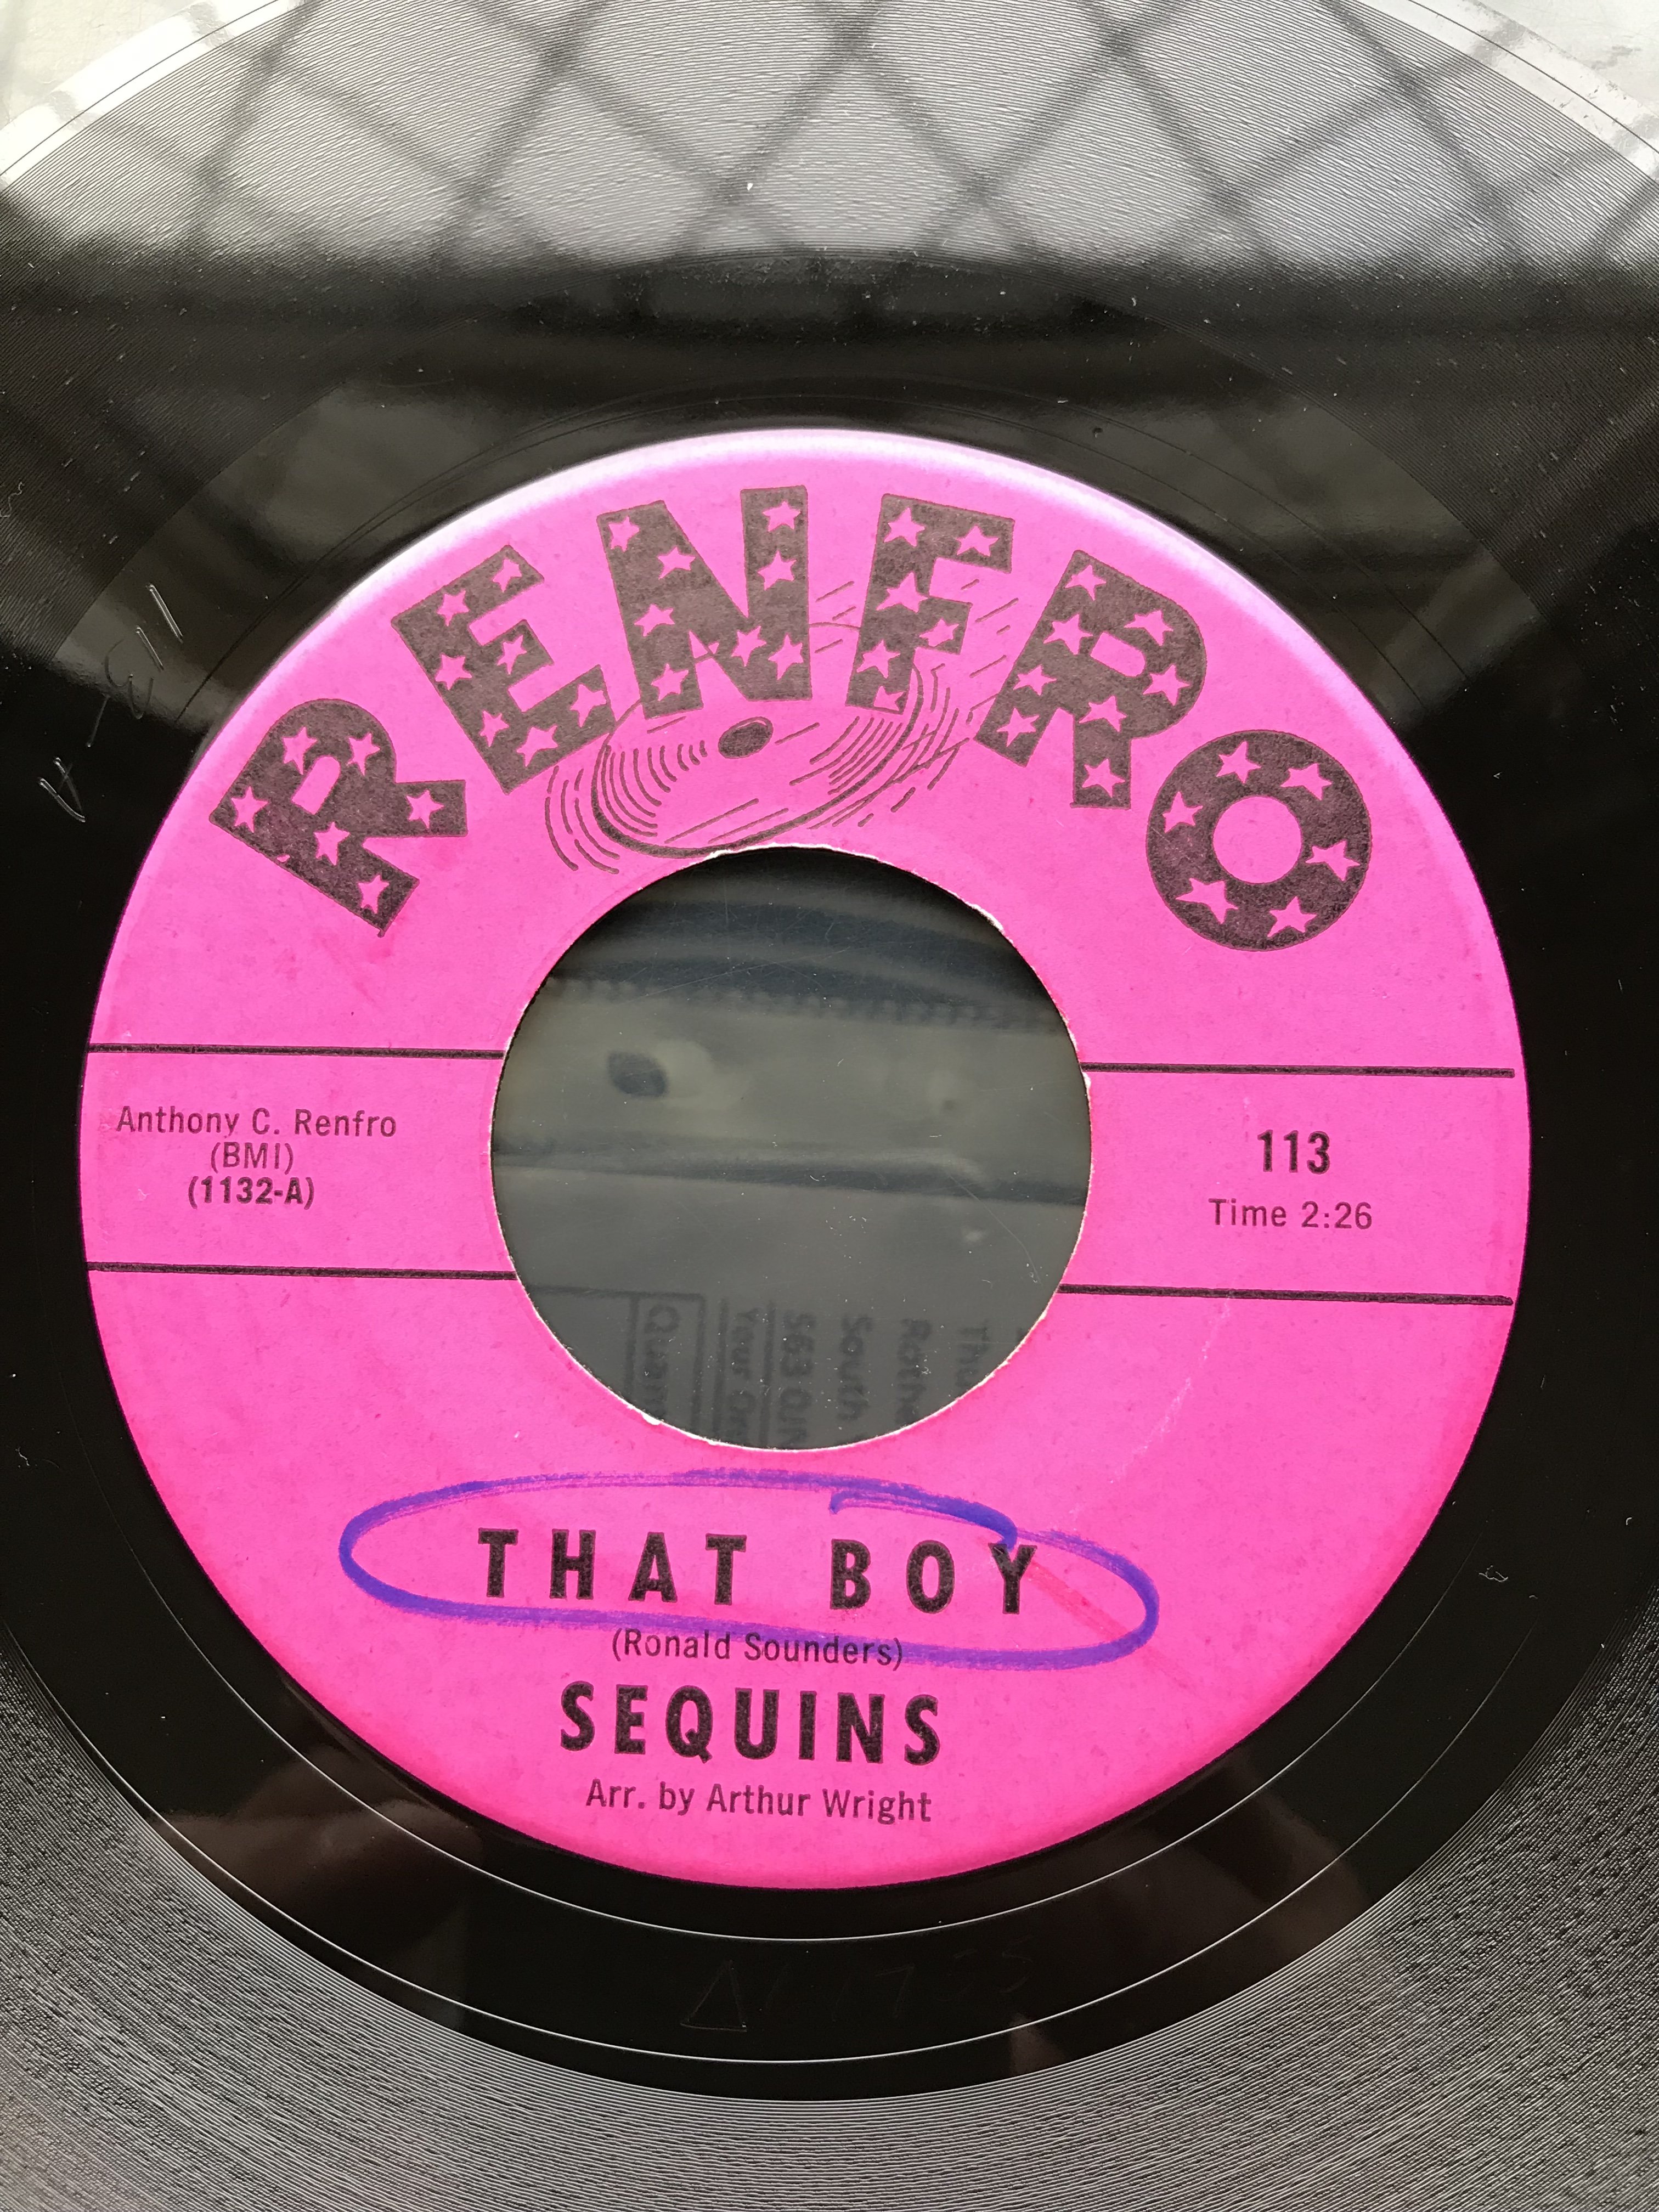 RENFRO
Anthony C. Renfro
(BMI)
(1132-A)
113
Time 2:26
THAT BOY
(Ronald Sounders)
SEQUINS
Arr. by Arthur Wright